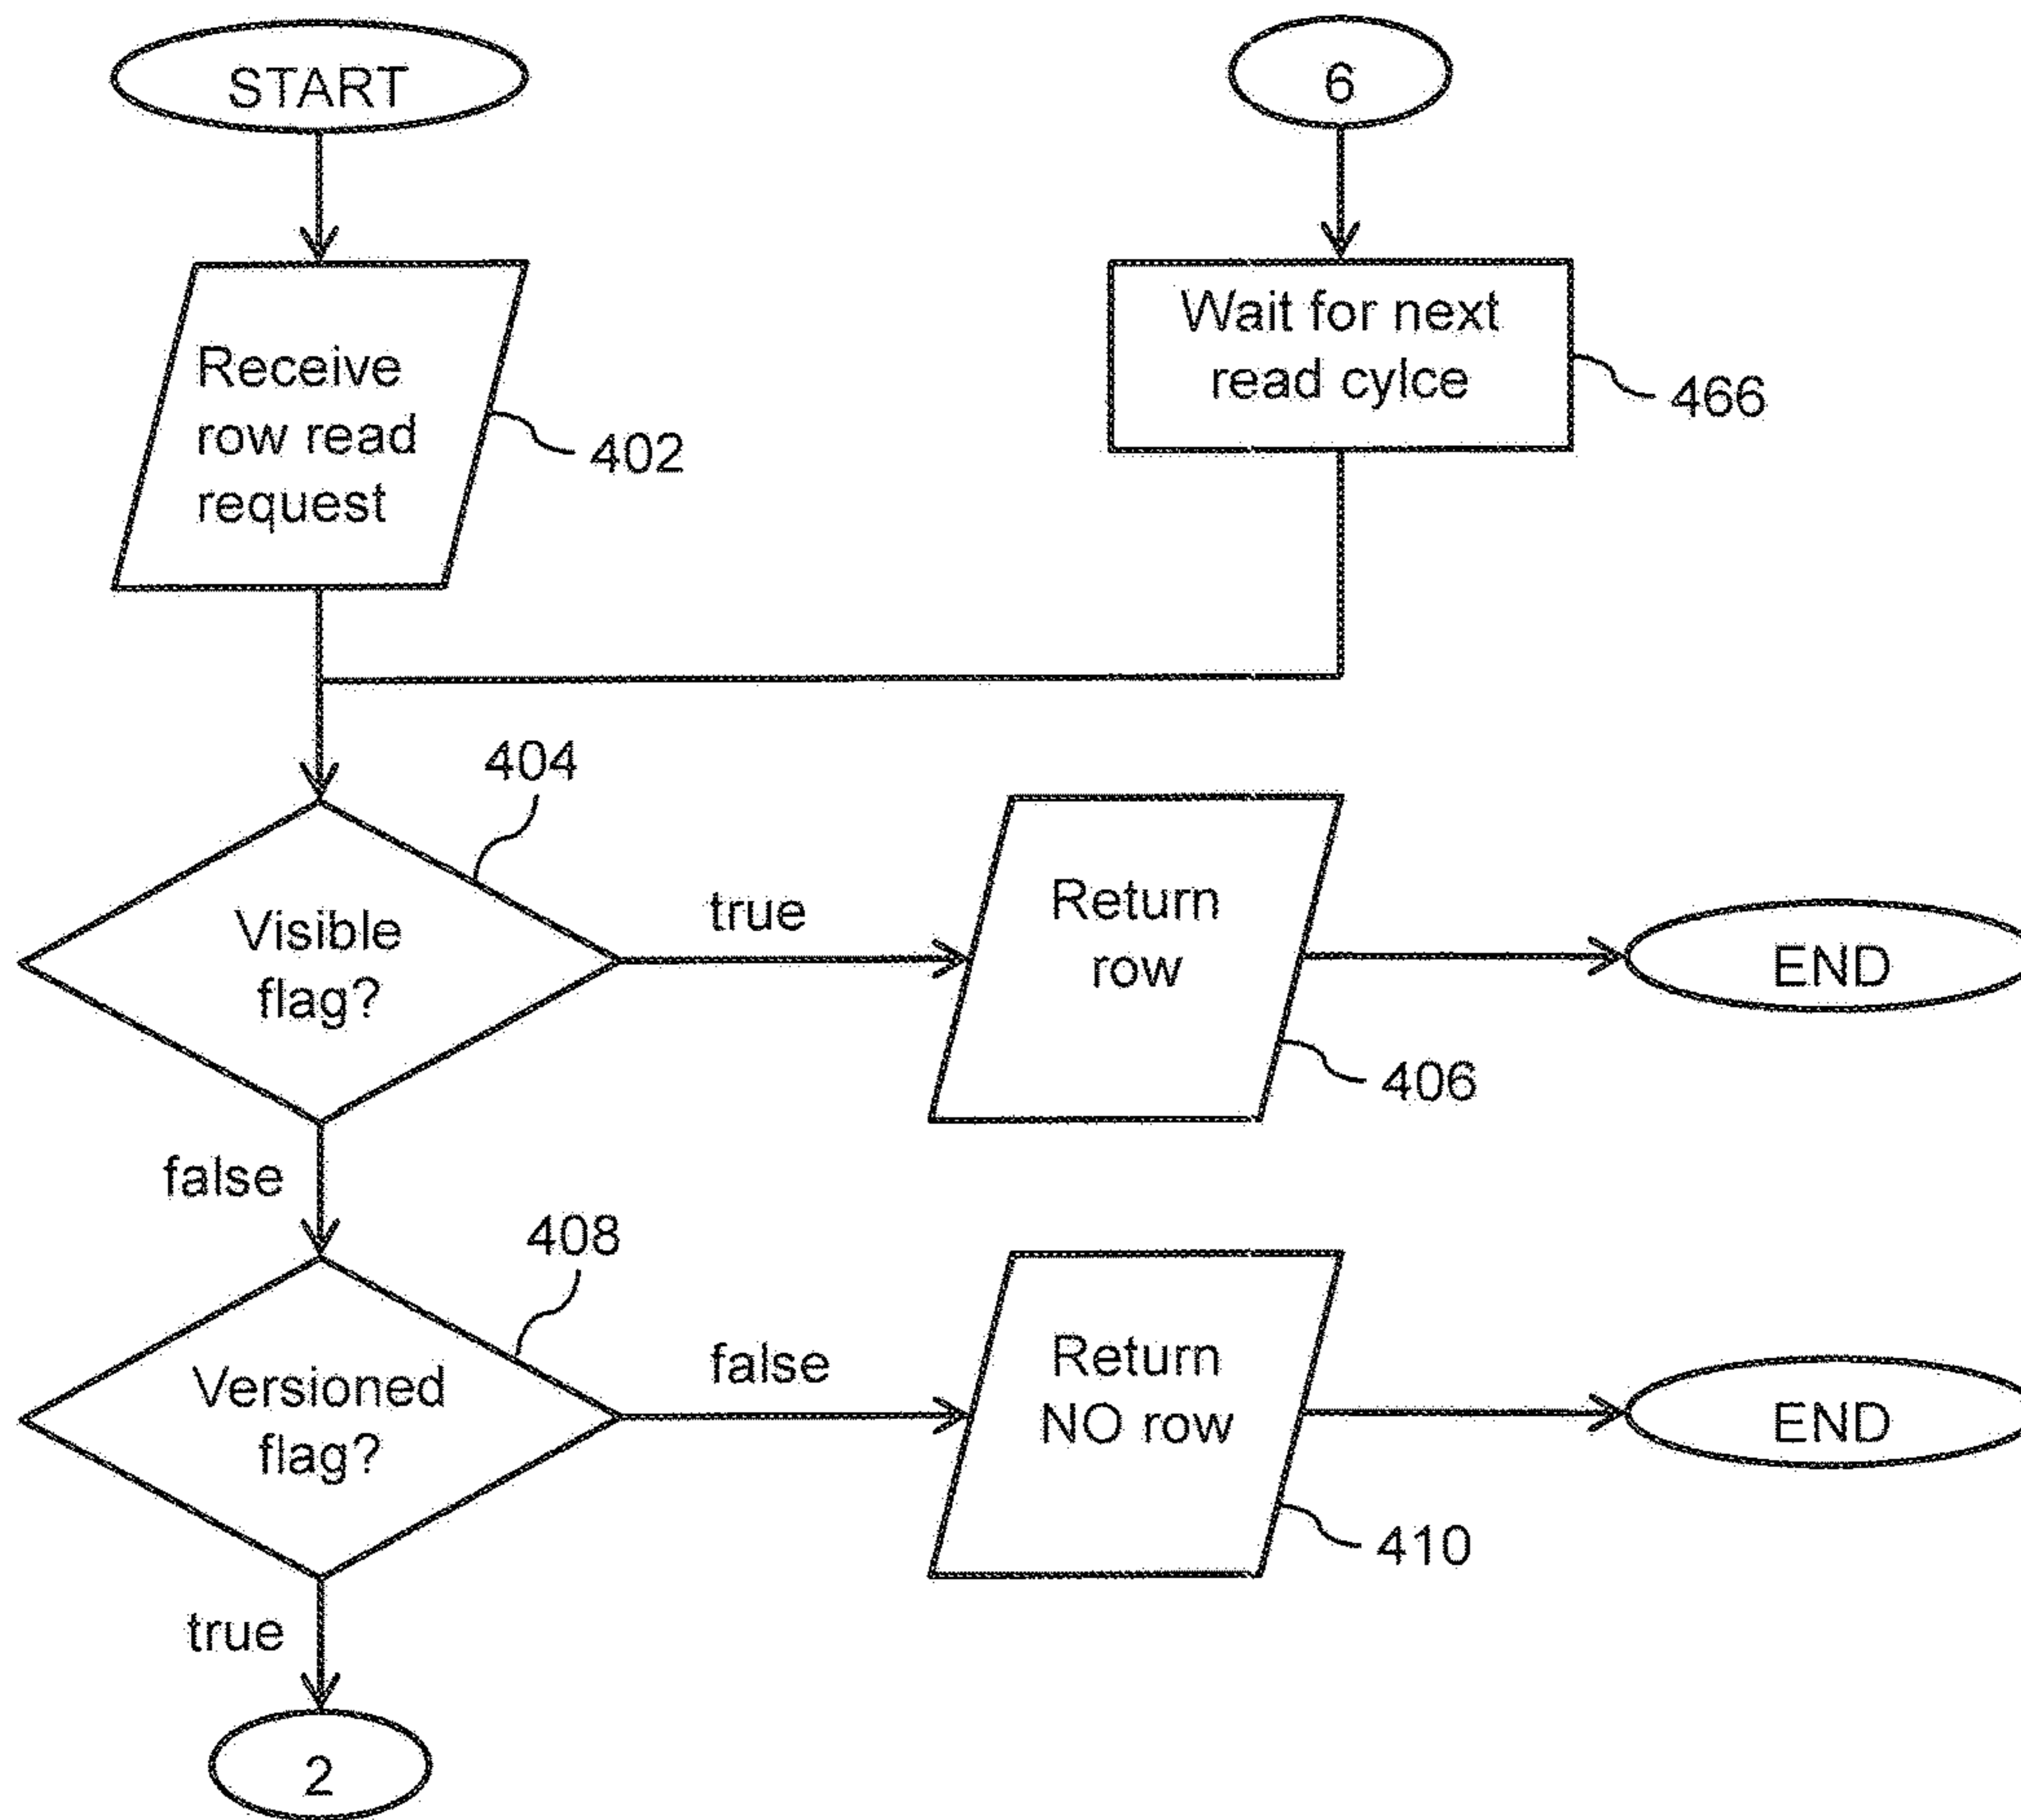 START
6
Receive
row read
request
402
Wait for next
read cylce
466
404
Visible
flag?
true
Return
row
406
END
false
408
Versioned
flag?
false
Return
NO row
410
END
true
2